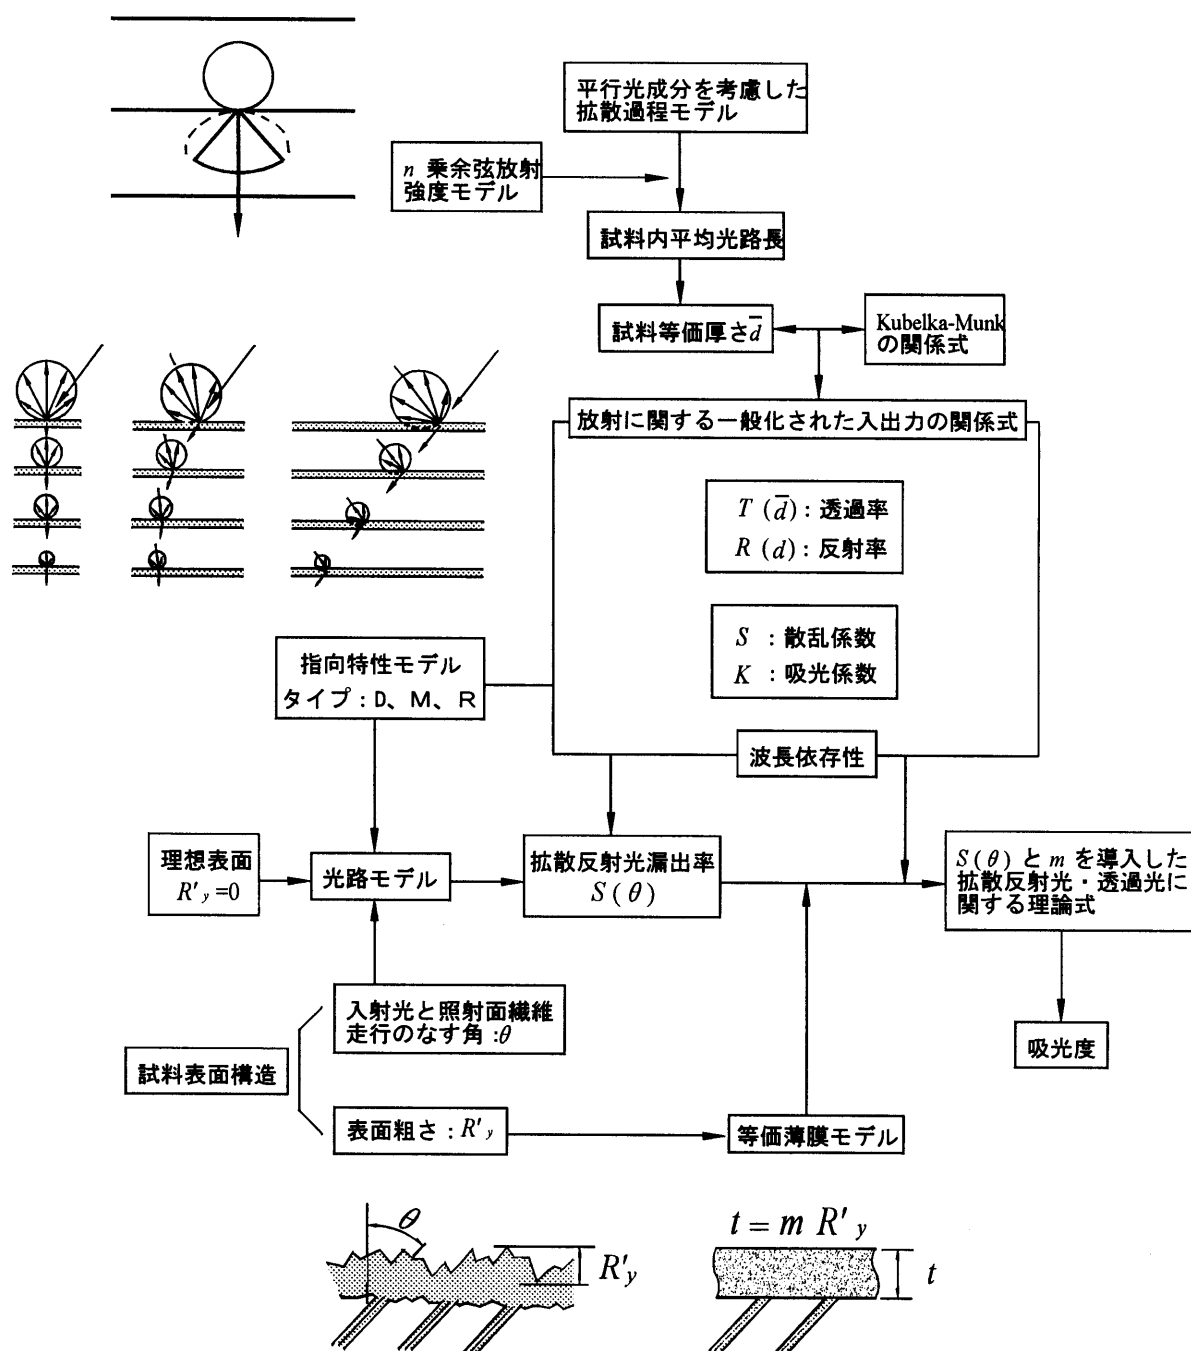 平行光成分を考慮した
拡散過程モデル
n 乗余弦放射
強度モデル
試料内平均光路長
試料等価厚さd̅
Kubelka-Munk
の関係式
放射に関する一般化された入出力の関係式
T (d̅) : 透過率
R (d) : 反射率
S : 散乱係数
K : 吸光係数
指向特性モデル
タイプ : D、M、R
波長依存性
理想表面
R'y =0
光路モデル
拡散反射光漏出率
S(θ)
S(θ) と m を導入した
拡散反射光・透過光に
関する理論式
入射光と照射面繊維
走行のなす角 :θ
試料表面構造
吸光度
表面粗さ : R'y
等価薄膜モデル
θ
R'y
t = m R'y
t